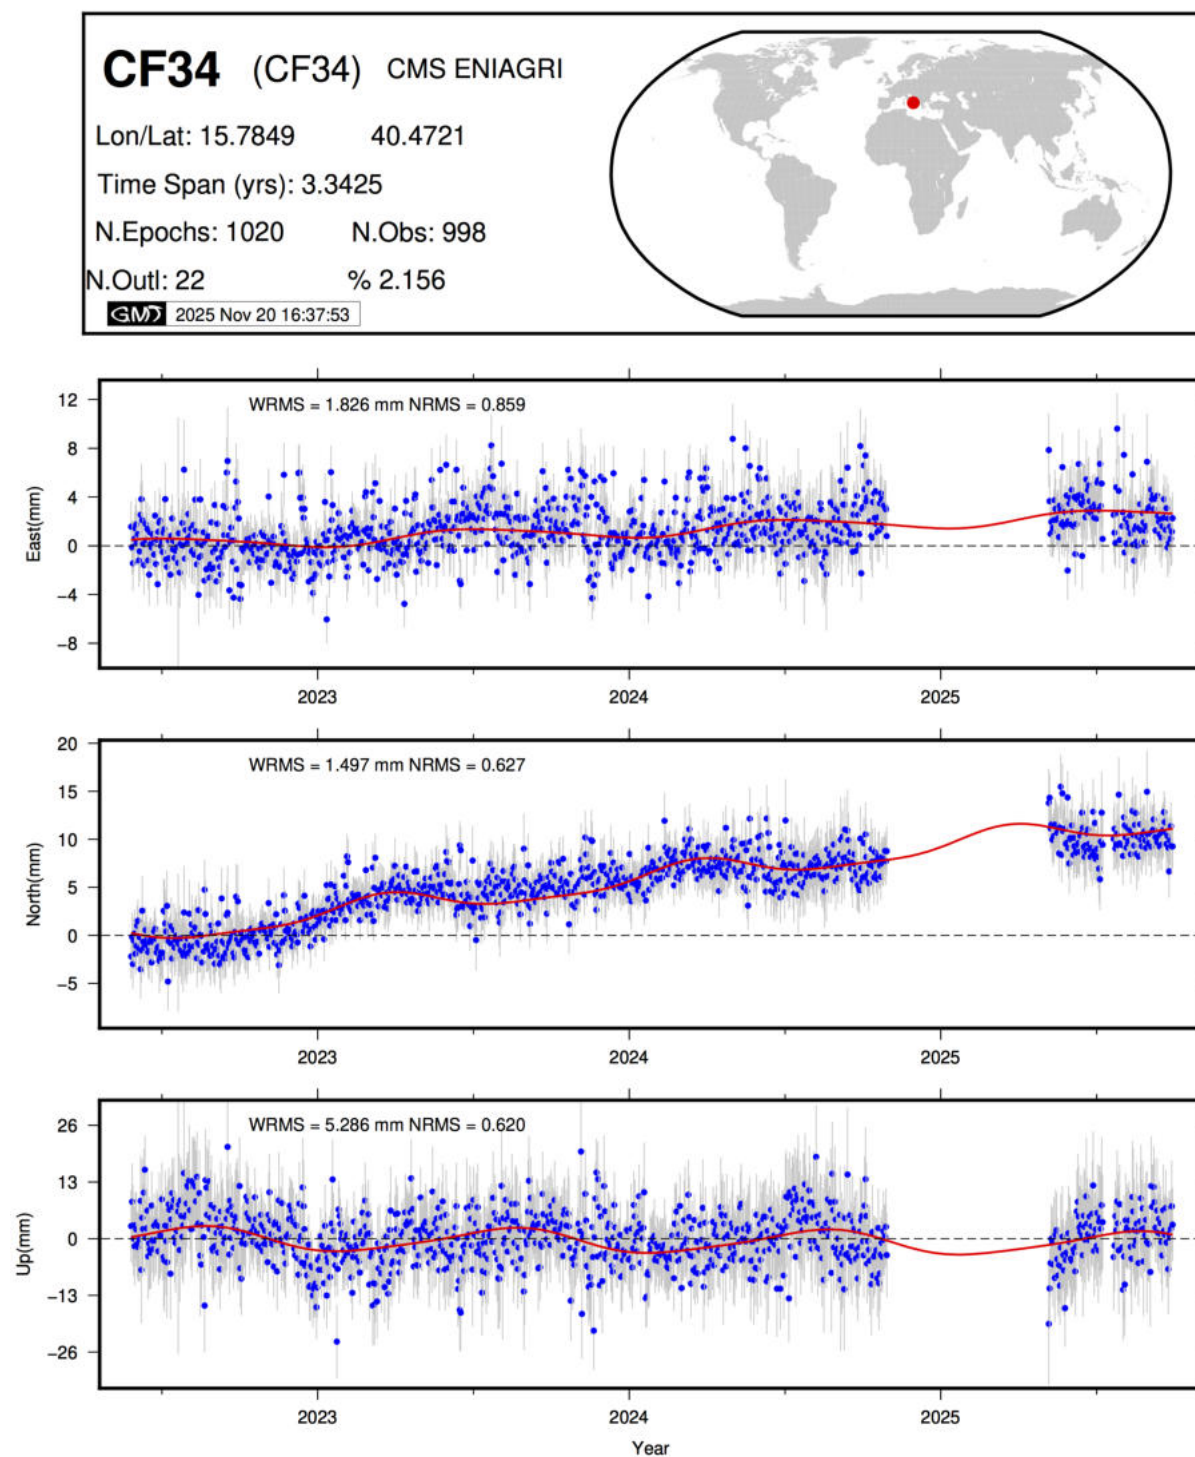 CF34 (CF34) CMS ENIAGRI
Lon/Lat: 15.7849 40.4721
Time Span (yrs): 3.3425
N.Epochs: 1020 N.Obs: 998
N.Outl: 22 % 2.156
GMT 2025 Nov 20 16:37:53
WRMS = 1.826 mm NRMS = 0.859
East(mm)
12
8
4
0
−4
−8
2023 2024 2025
WRMS = 1.497 mm NRMS = 0.627
North(mm)
20
15
10
5
0
−5
2023 2024 2025
WRMS = 5.286 mm NRMS = 0.620
Up(mm)
26
13
0
−13
−26
2023 2024 2025
Year